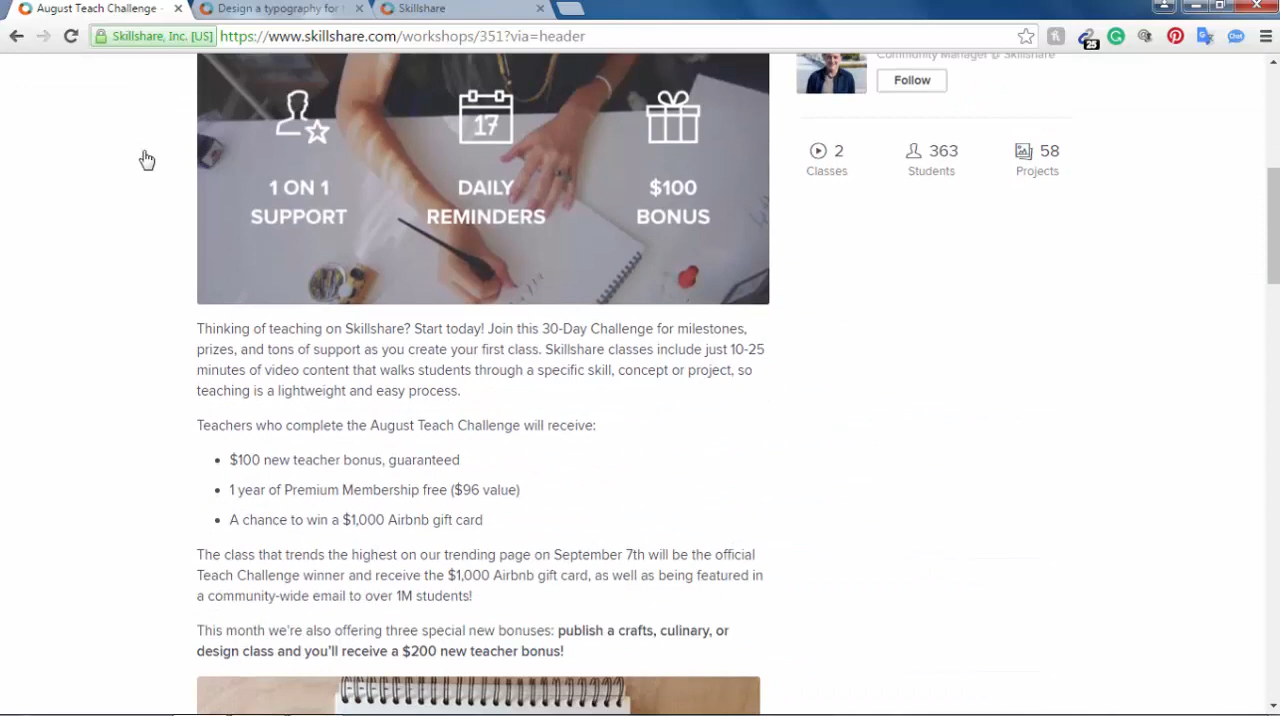 August Teach Challenge -
Design a typography for
Skillshare
Skillshare, Inc. [US]
https://www.skillshare.com/workshops/351?via=header
25
Chat
Community Manager @ Skillshare
Follow
2
363
58
Classes
Students
Projects
17
1 ON 1
SUPPORT
DAILY
REMINDERS
$100
BONUS
Thinking of teaching on Skillshare? Start today! Join this 30-Day Challenge for milestones,
prizes, and tons of support as you create your first class. Skillshare classes include just 10-25
minutes of video content that walks students through a specific skill, concept or project, so
teaching is a lightweight and easy process.
Teachers who complete the August Teach Challenge will receive:
• $100 new teacher bonus, guaranteed
• 1 year of Premium Membership free ($96 value)
• A chance to win a $1,000 Airbnb gift card
The class that trends the highest on our trending page on September 7th will be the official
Teach Challenge winner and receive the $1,000 Airbnb gift card, as well as being featured in
a community-wide email to over 1M students!
This month we're also offering three special new bonuses: publish a crafts, culinary, or
design class and you'll receive a $200 new teacher bonus!